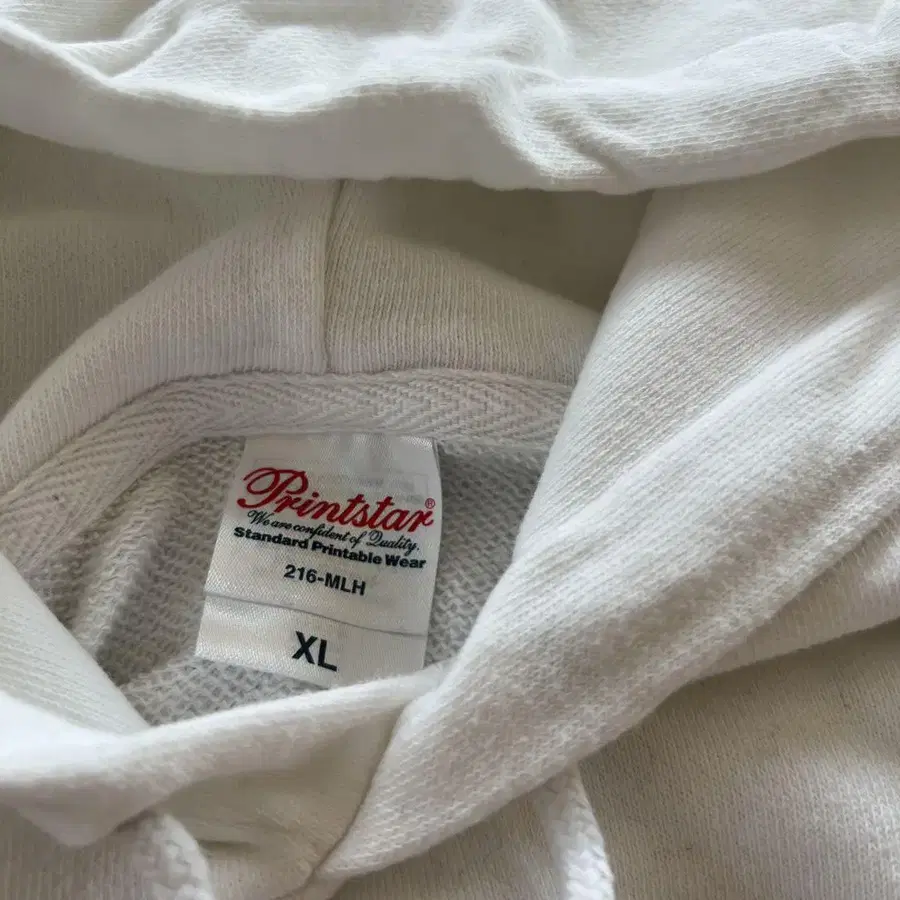 Printstar®
We are confident of Quality.
Standard Printable Wear
216-MLH
XL